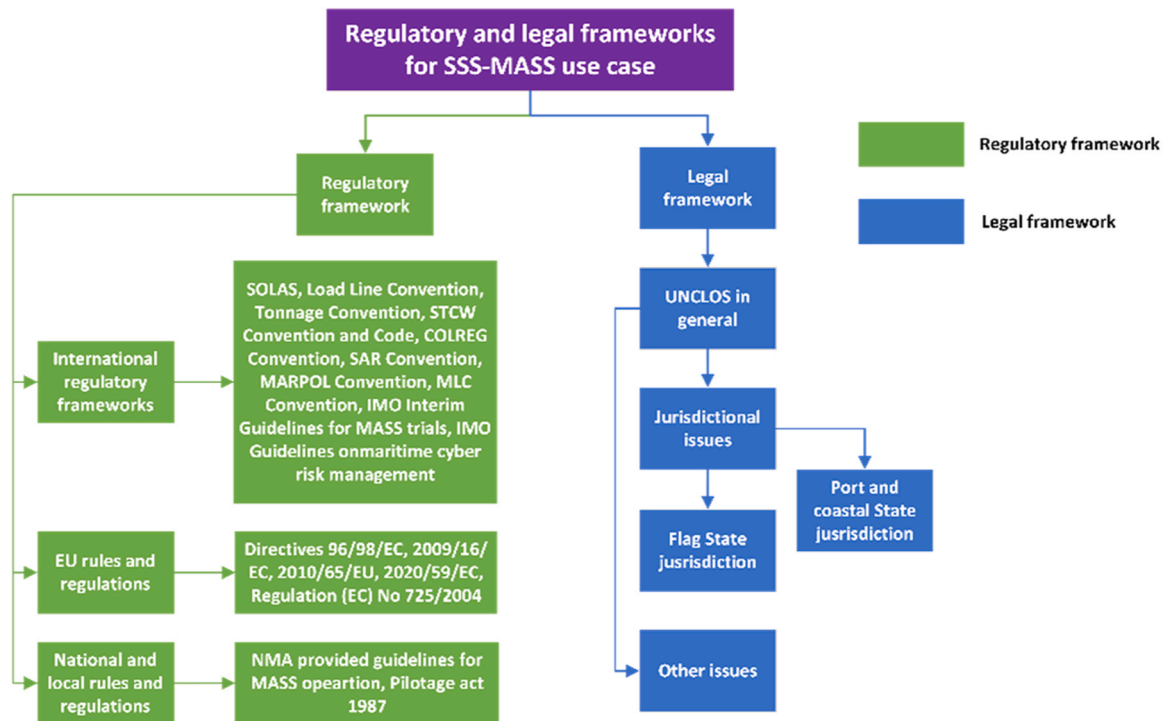 Regulatory and legal frameworks
for SSS-MASS use case
Regulatory
framework
Legal
framework
Regulatory framework
Legal framework
International
regulatory
frameworks
SOLAS, Load Line Convention,
Tonnage Convention, STCW
Convention and Code, COLREG
Convention, SAR Convention,
MARPOL Convention, MLC
Convention, IMO Interim
Guidelines for MASS trials, IMO
Guidelines onmaritime cyber
risk management
EU rules and
regulations
Directives 96/98/EC, 2009/16/
EC, 2010/65/EU, 2020/59/EC,
Regulation (EC) No 725/2004
National and
local rules and
regulations
NMA provided guidelines for
MASS opeartion, Pilotage act
1987
UNCLOS in
general
Jurisdictional
issues
Port and
coastal State
jusrisdiction
Flag State
jusrisdiction
Other issues